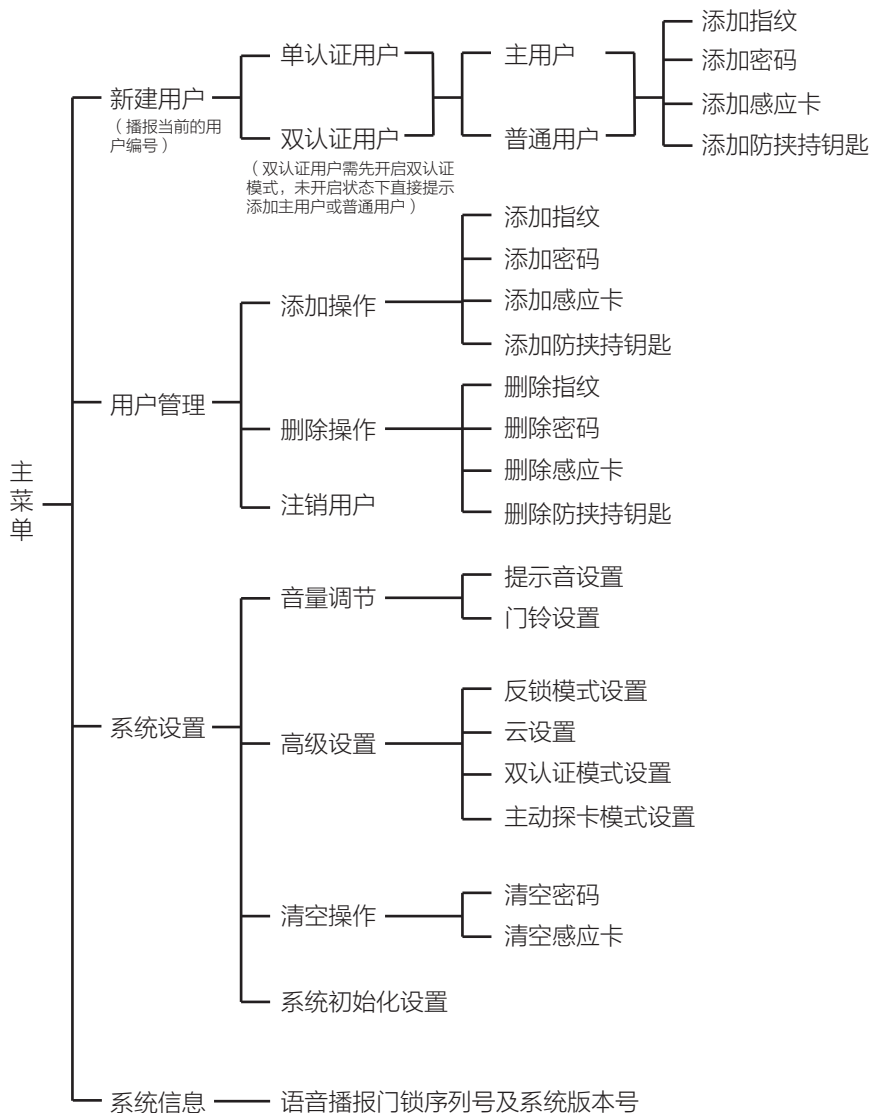 主菜单
新建用户
（播报当前的用
户编号）
单认证用户
双认证用户
（双认证用户需先开启双认证
模式，未开启状态下直接提示
添加主用户或普通用户）
主用户
普通用户
添加指纹
添加密码
添加感应卡
添加防挟持钥匙
用户管理
添加操作
添加指纹
添加密码
添加感应卡
添加防挟持钥匙
删除操作
删除指纹
删除密码
删除感应卡
删除防挟持钥匙
注销用户
系统设置
音量调节
提示音设置
门铃设置
高级设置
反锁模式设置
云设置
双认证模式设置
主动探卡模式设置
清空操作
清空密码
清空感应卡
系统初始化设置
系统信息
语音播报门锁序列号及系统版本号